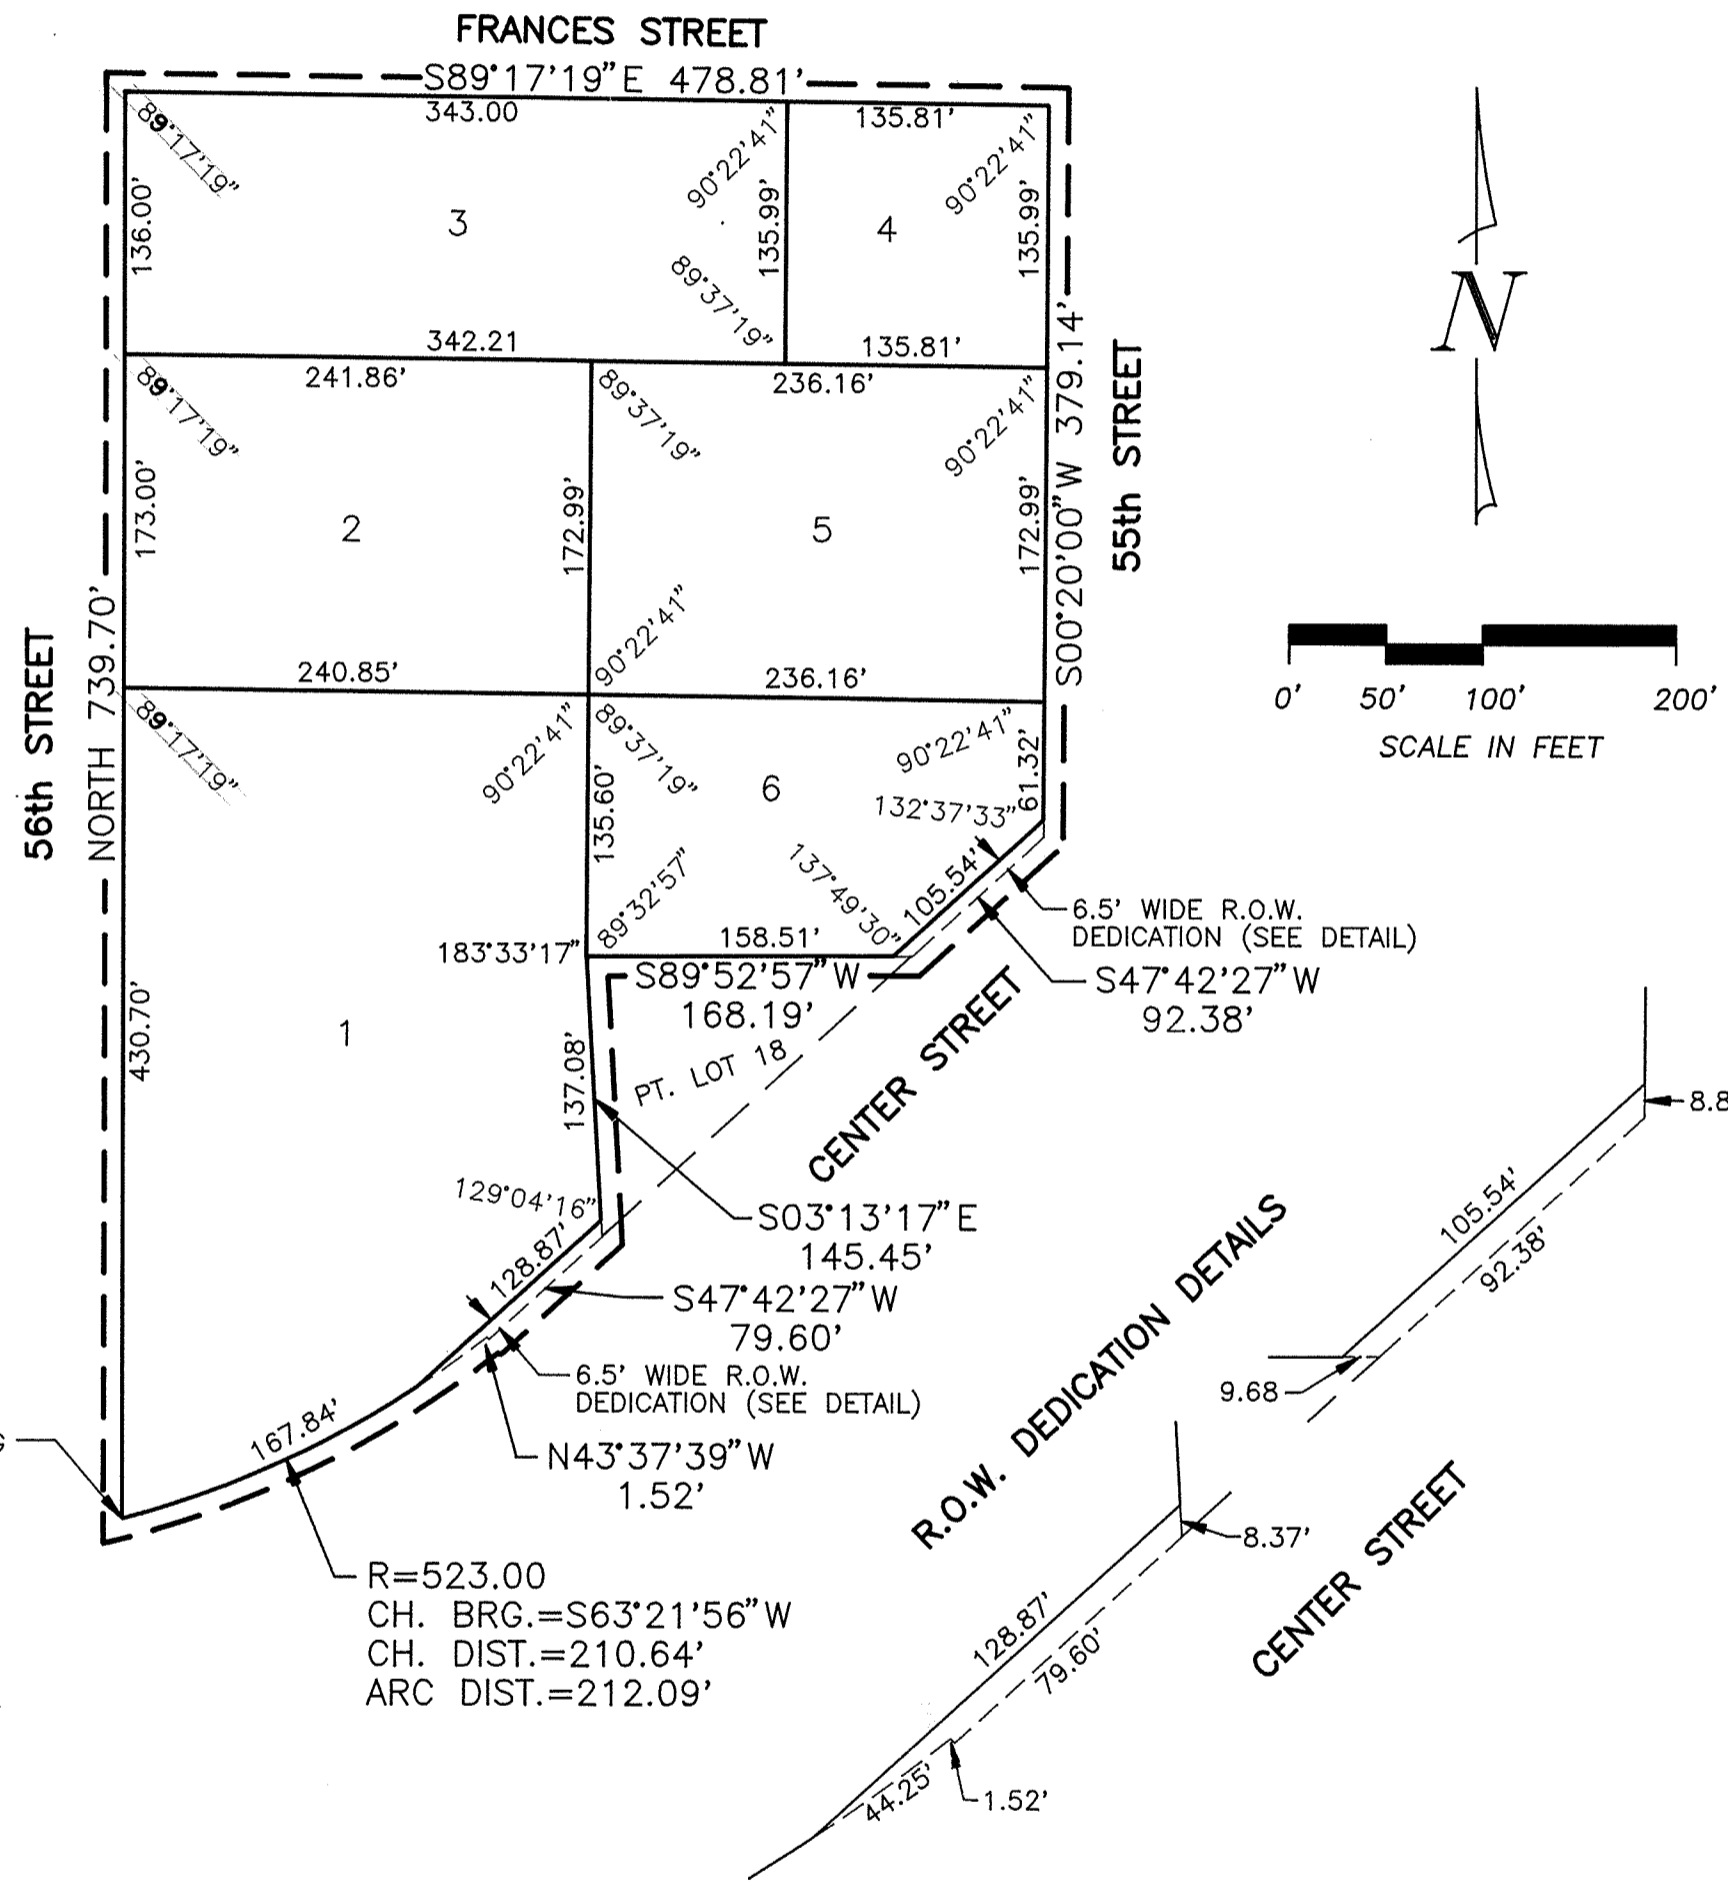 FRANCES STREET
S89°17'19"E 478.81'
343.00
135.81'
89°17'19"
90°22'41"
90°22'41"
136.00'
3
135.99'
4
135.99'
89°37'19"
342.21
135.81'
241.86'
236.16'
89°17'19"
89°37'19"
90°22'41"
S00°20'00"W 379.14'
55th STREET
173.00'
2
172.99'
5
172.99'
90°22'41"
240.85'
236.16'
56th STREET
NORTH 739.70'
89°17'19"
90°22'41"
89°37'19"
90°22'41"
135.60'
6
61.32'
132°37'33"
89°32'57"
137°49'30"
105.54'
158.51'
183°33'17"
6.5' WIDE R.O.W.
DEDICATION (SEE DETAIL)
S89°52'57"W
168.19'
S47°42'27"W
92.38'
430.70'
1
137.08'
PT. LOT 18
CENTER STREET
129°04'16"
128.87'
S03°13'17"E
145.45'
S47°42'27"W
79.60'
6.5' WIDE R.O.W.
DEDICATION (SEE DETAIL)
167.84'
N43°37'39"W
1.52'
R=523.00
CH. BRG.=S63°21'56"W
CH. DIST.=210.64'
ARC DIST.=212.09'
N
0' 50' 100' 200'
SCALE IN FEET
R.O.W. DEDICATION DETAILS
8.8
105.54'
92.38'
9.68
8.37'
128.87'
79.60'
44.25'
1.52'
CENTER STREET